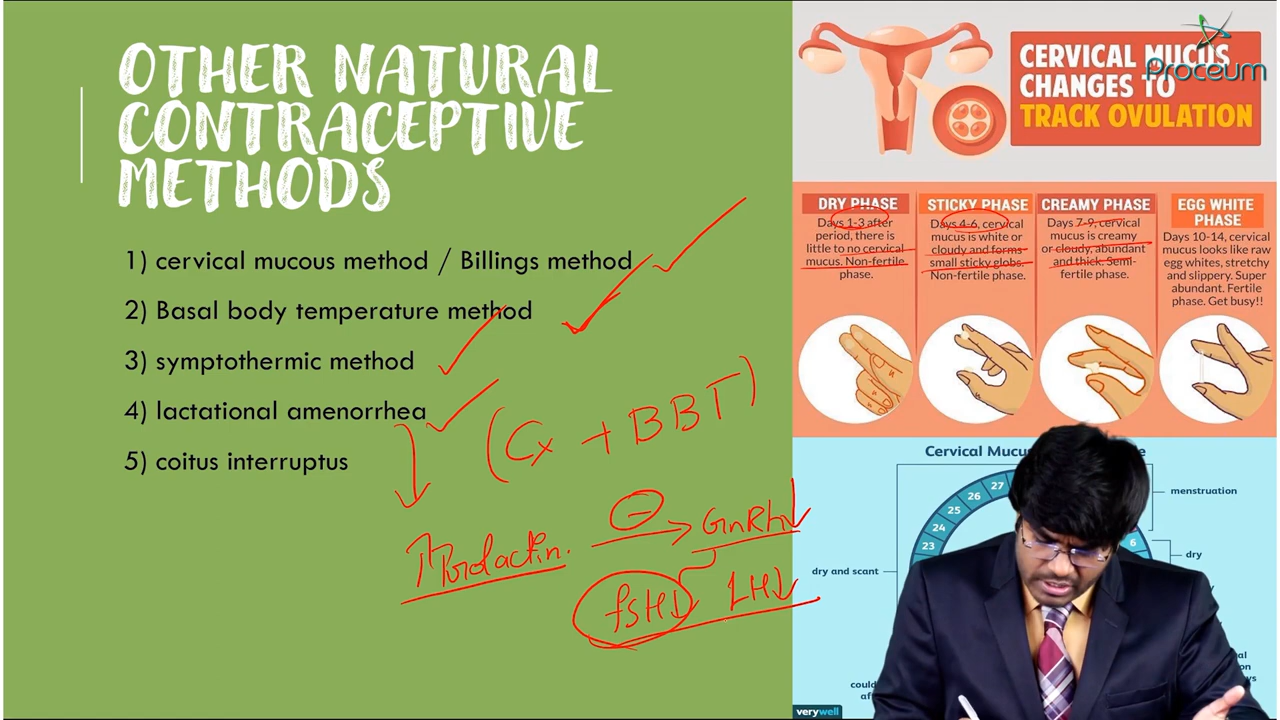 OTHER NATURAL
CONTRACEPTIVE
METHODS
1) cervical mucous method / Billings method
2) Basal body temperature method
3) symptothermic method
4) lactational amenorrhea
5) coitus interruptus
(Cx + BBT)
↑ Prolactin.
⊖
GnRH↓
FSH↓ LH↓
CERVICAL MUCUS
CHANGES TO
TRACK OVULATION
Proceum
DRY PHASE
Days 1-3 after
period, there is
little to no cervical
mucus. Non-fertile
phase.
STICKY PHASE
Days 4-6, cervical
mucus is white or
cloudy and forms
small sticky globs.
Non-fertile phase.
CREAMY PHASE
Days 7-9, cervical
mucus is creamy
or cloudy, abundant
and thick. Semi-
fertile phase.
EGG WHITE
PHASE
Days 10-14, cervical
mucus looks like raw
egg whites, stretchy
and slippery. Super
abundant. Fertile
phase. Get busy!!
Cervical Mucu
27
26
25
24
23
6
menstruation
dry
dry and scant
verywell